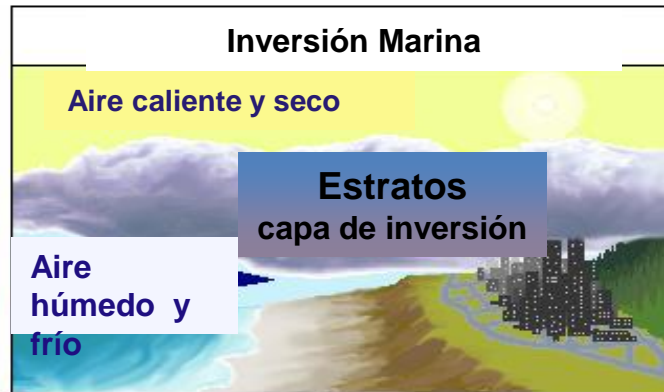 Inversión Marina
Aire caliente y seco
Estratos
capa de inversión
Aire
húmedo y
frío